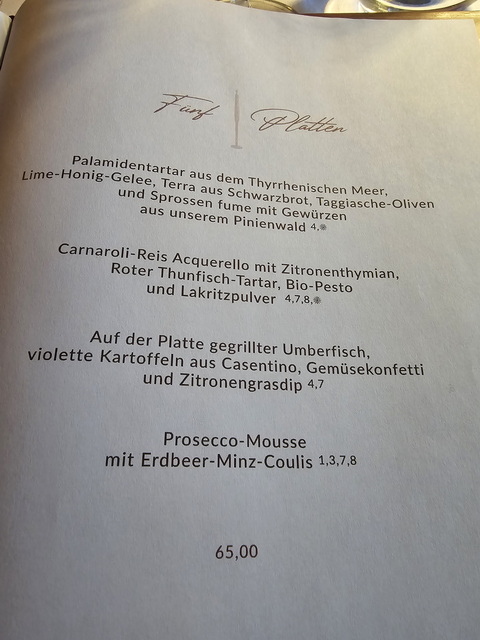 Fünf | Platten
Palamidentartar aus dem Thyrrhenischen Meer,
Lime-Honig-Gelee, Terra aus Schwarzbrot, Taggiasche-Oliven
und Sprossen fume mit Gewürzen
aus unserem Pinienwald 4,❄
Carnaroli-Reis Acquerello mit Zitronenthymian,
Roter Thunfisch-Tartar, Bio-Pesto
und Lakritzpulver 4,7,8,❄
Auf der Platte gegrillter Umberfisch,
violette Kartoffeln aus Casentino, Gemüsekonfetti
und Zitronengrasdip 4,7
Prosecco-Mousse
mit Erdbeer-Minz-Coulis 1,3,7,8
65,00